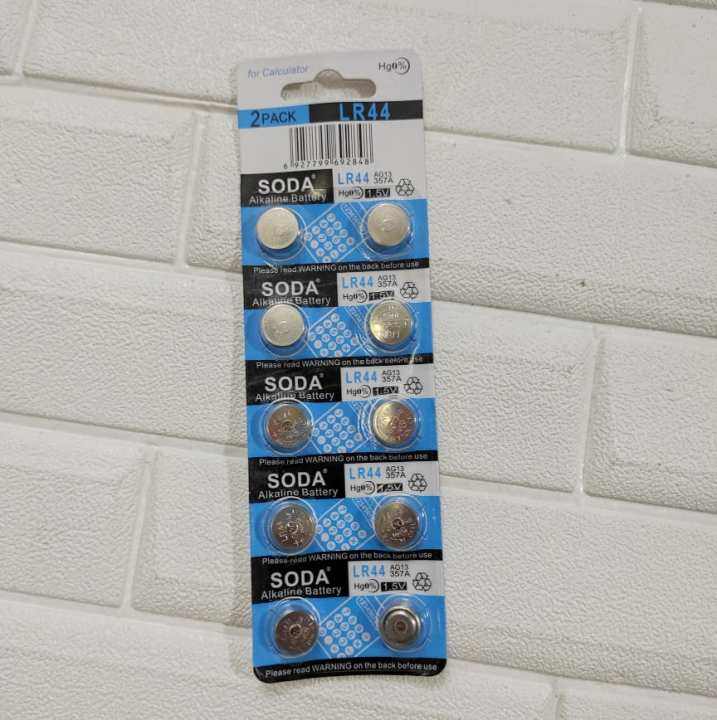 for Calculator
Hg0%
2PACK
LR44
6 927799 692848
SODA®
Alkaline Battery
LR44 AG13
357A
Hg0% 1.5V
Please read WARNING on the back before use
SODA®
Alkaline Battery
LR44 AG13
357A
Hg0% 1.5V
Please read WARNING on the back before use
SODA®
Alkaline Battery
LR44 AG13
357A
Hg0% 1.5V
Please read WARNING on the back before use
SODA®
Alkaline Battery
LR44 AG13
357A
Hg0% 1.5V
Please read WARNING on the back before use
SODA®
Alkaline Battery
LR44 AG13
357A
Hg0% 1.5V
Please read WARNING on the back before use